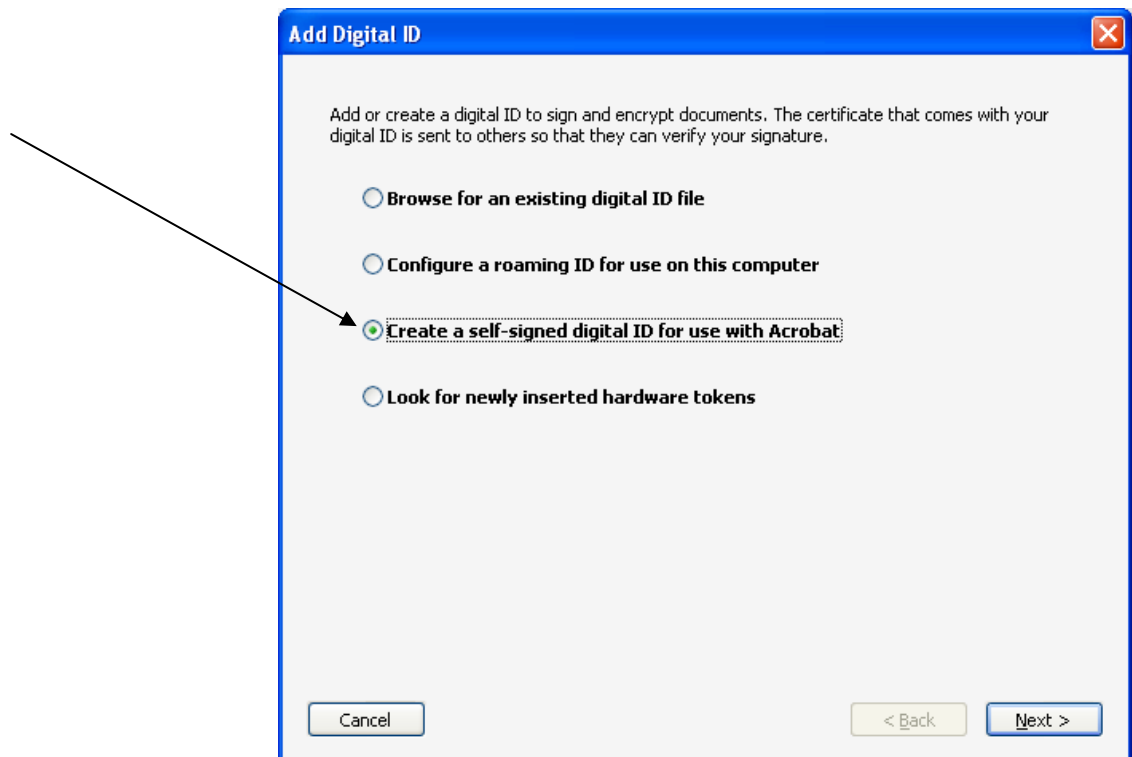 Add Digital ID
Add or create a digital ID to sign and encrypt documents. The certificate that comes with your
digital ID is sent to others so that they can verify your signature.
Browse for an existing digital ID file
Configure a roaming ID for use on this computer
Create a self-signed digital ID for use with Acrobat
Look for newly inserted hardware tokens
Cancel
< Back
Next >